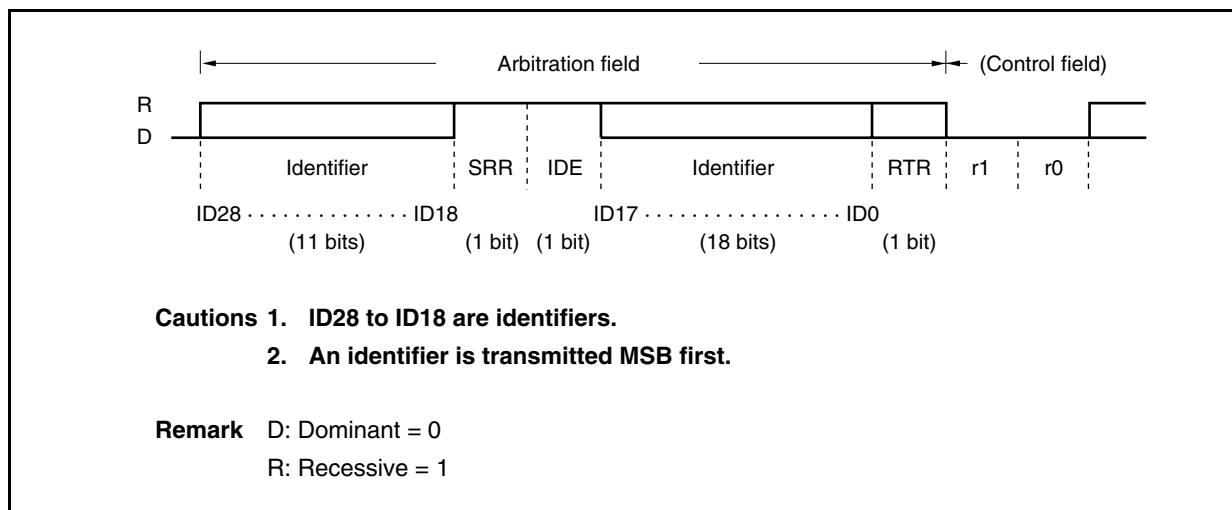 Arbitration field (Control field)
R
D
Identifier SRR IDE Identifier RTR r1 r0
ID28 · · · · · · · · · · · · · · ID18 ID17 · · · · · · · · · · · · · · · · · · ID0
(11 bits) (1 bit) (1 bit) (18 bits) (1 bit)
Cautions 1. ID28 to ID18 are identifiers.
2. An identifier is transmitted MSB first.
Remark D: Dominant = 0
R: Recessive = 1